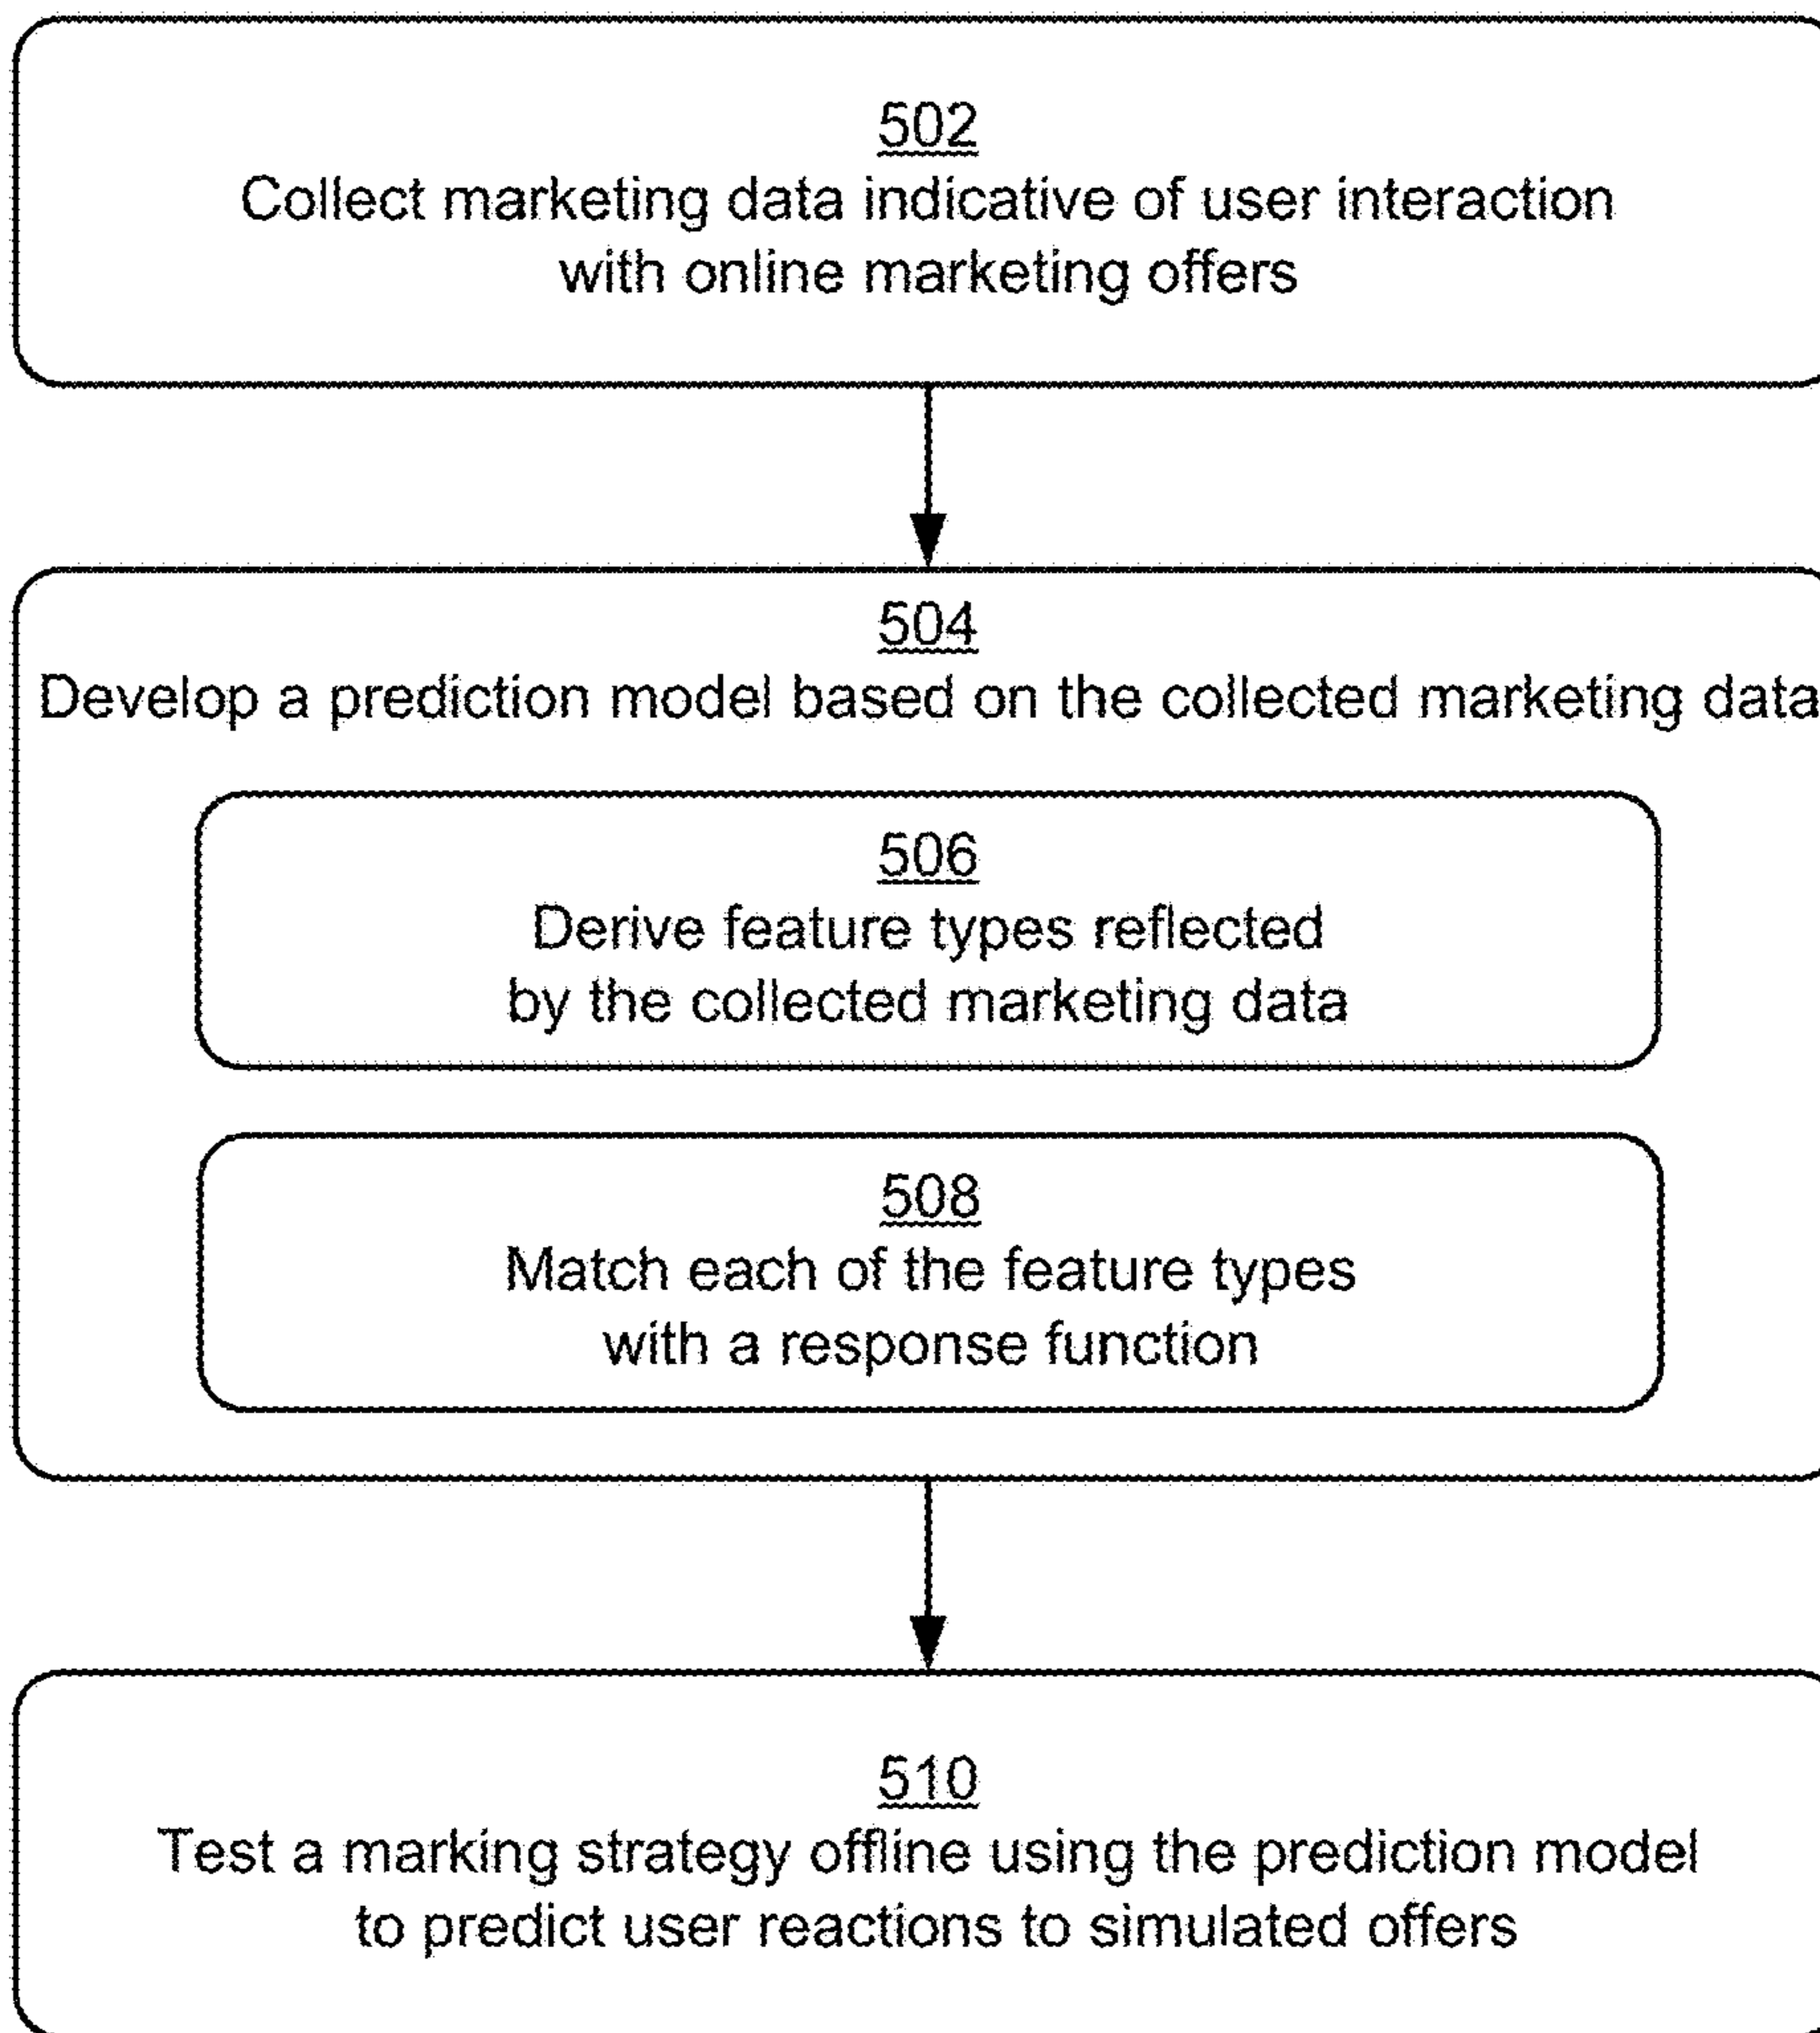 502
Collect marketing data indicative of user interaction
with online marketing offers
504
Develop a prediction model based on the collected marketing data
506
Derive feature types reflected
by the collected marketing data
508
Match each of the feature types
with a response function
510
Test a marking strategy offline using the prediction model
to predict user reactions to simulated offers